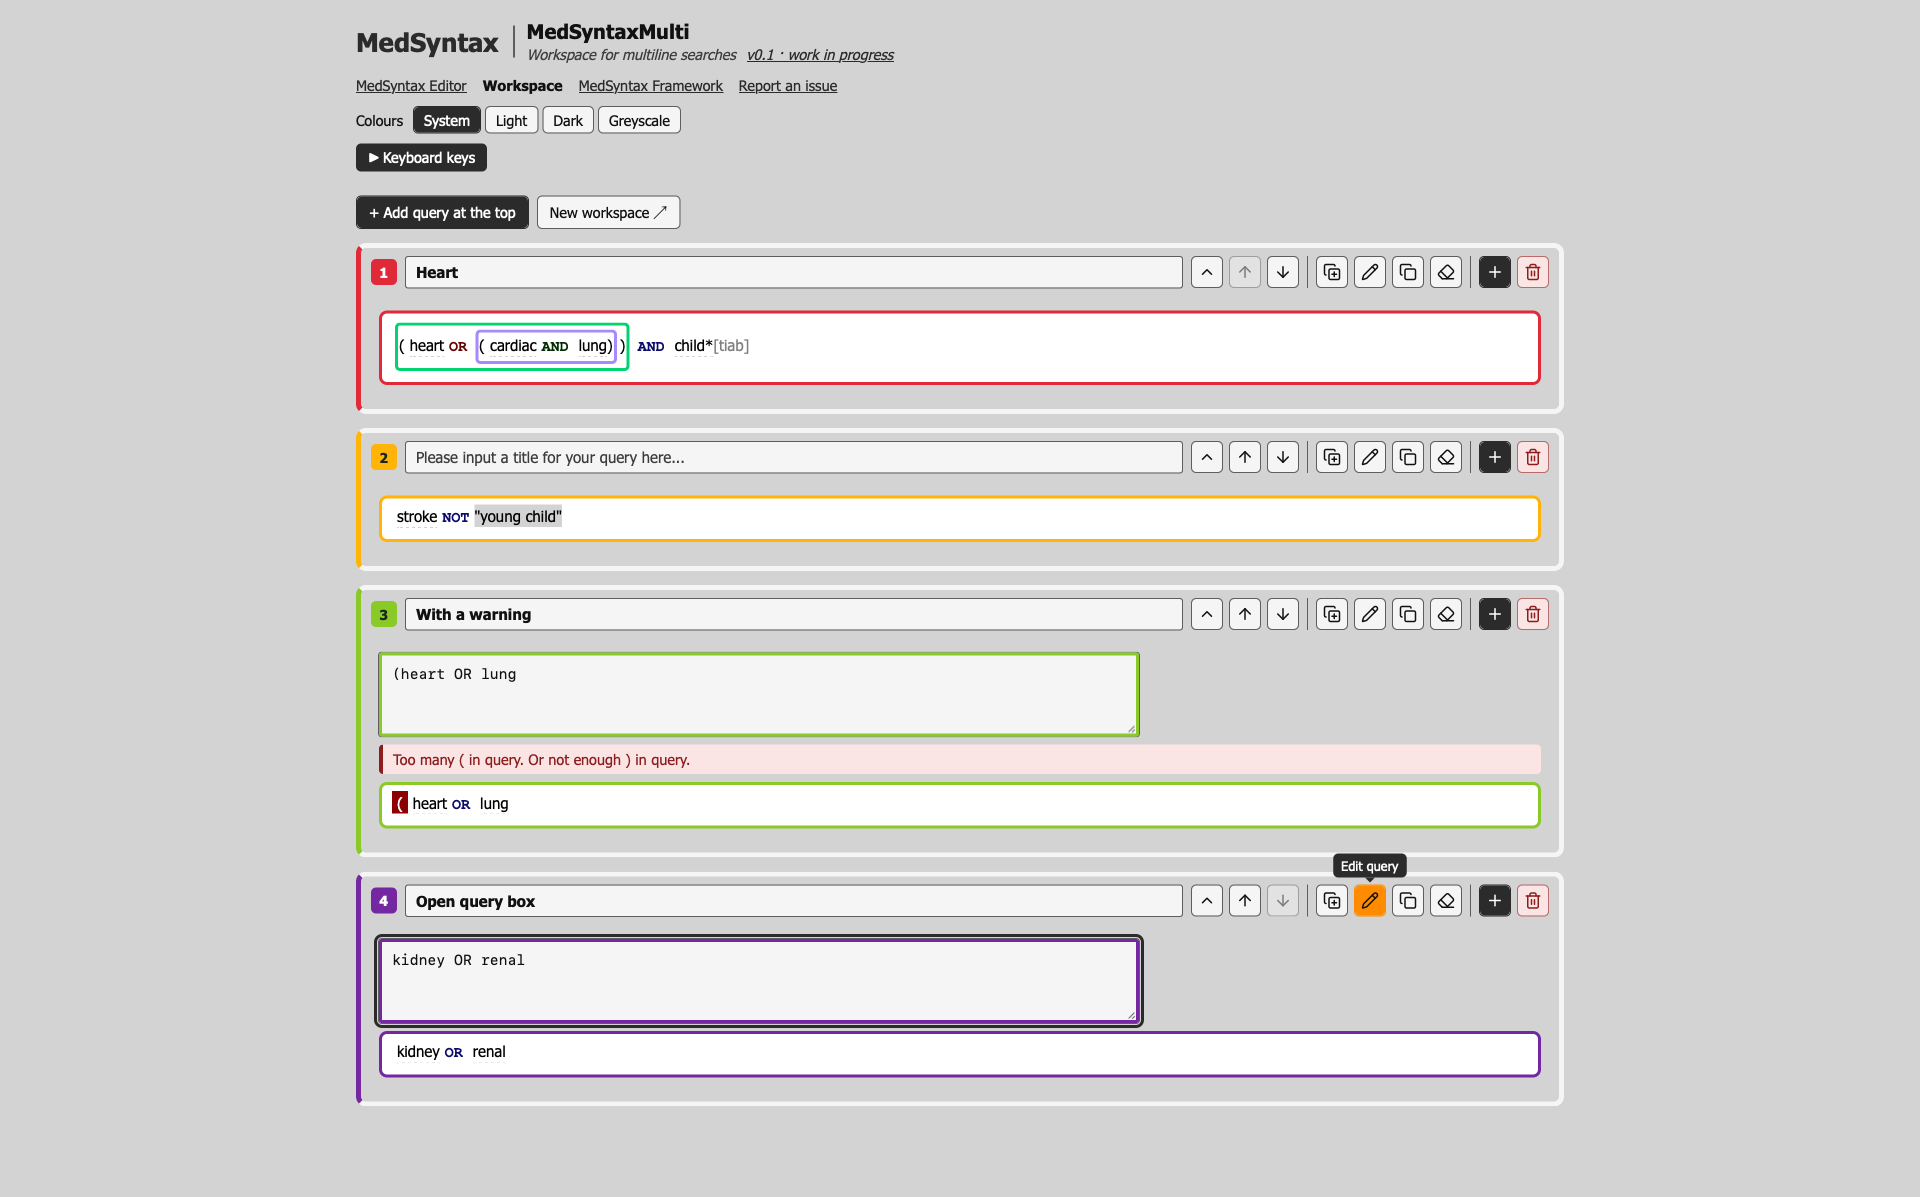 MedSyntax
MedSyntaxMulti
Workspace for multiline searches v0.1 · work in progress
MedSyntax Editor Workspace MedSyntax Framework Report an issue
Colours System Light Dark Greyscale
▶ Keyboard keys
+ Add query at the top New workspace ↗
1 Heart
( heart OR ( cardiac AND lung) ) AND child*[tiab]
2 Please input a title for your query here...
stroke NOT "young child"
3 With a warning
(heart OR lung
Too many ( in query. Or not enough ) in query.
( heart OR lung
Edit query
4 Open query box
kidney OR renal
kidney OR renal